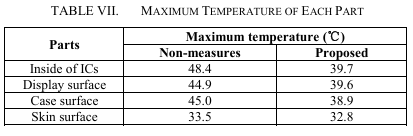 TABLE VII. MAXIMUM TEMPERATURE OF EACH PART
Parts Maximum temperature (℃)
Non-measures Proposed
Inside of ICs 48.4 39.7
Display surface 44.9 39.6
Case surface 45.0 38.9
Skin surface 33.5 32.8